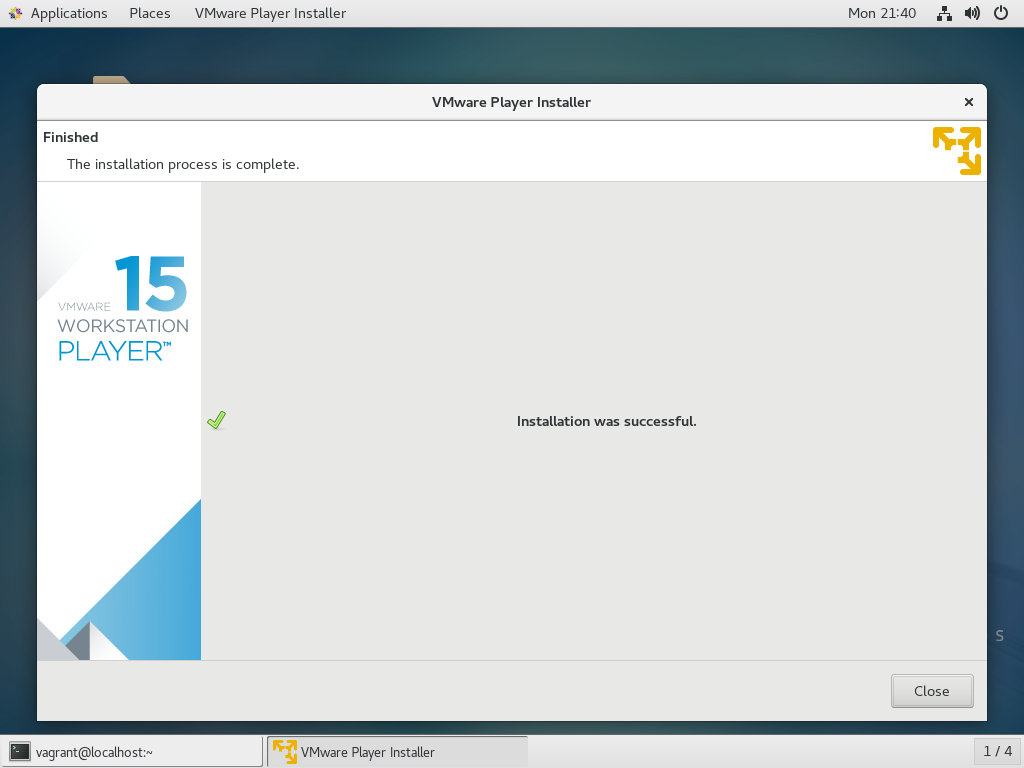 Applications Places VMware Player Installer Mon 21:40
VMware Player Installer
Finished
The installation process is complete.
15
VMWARE
WORKSTATION
PLAYER™
Installation was successful.
S
Close
vagrant@localhost:~ VMware Player Installer 1 / 4